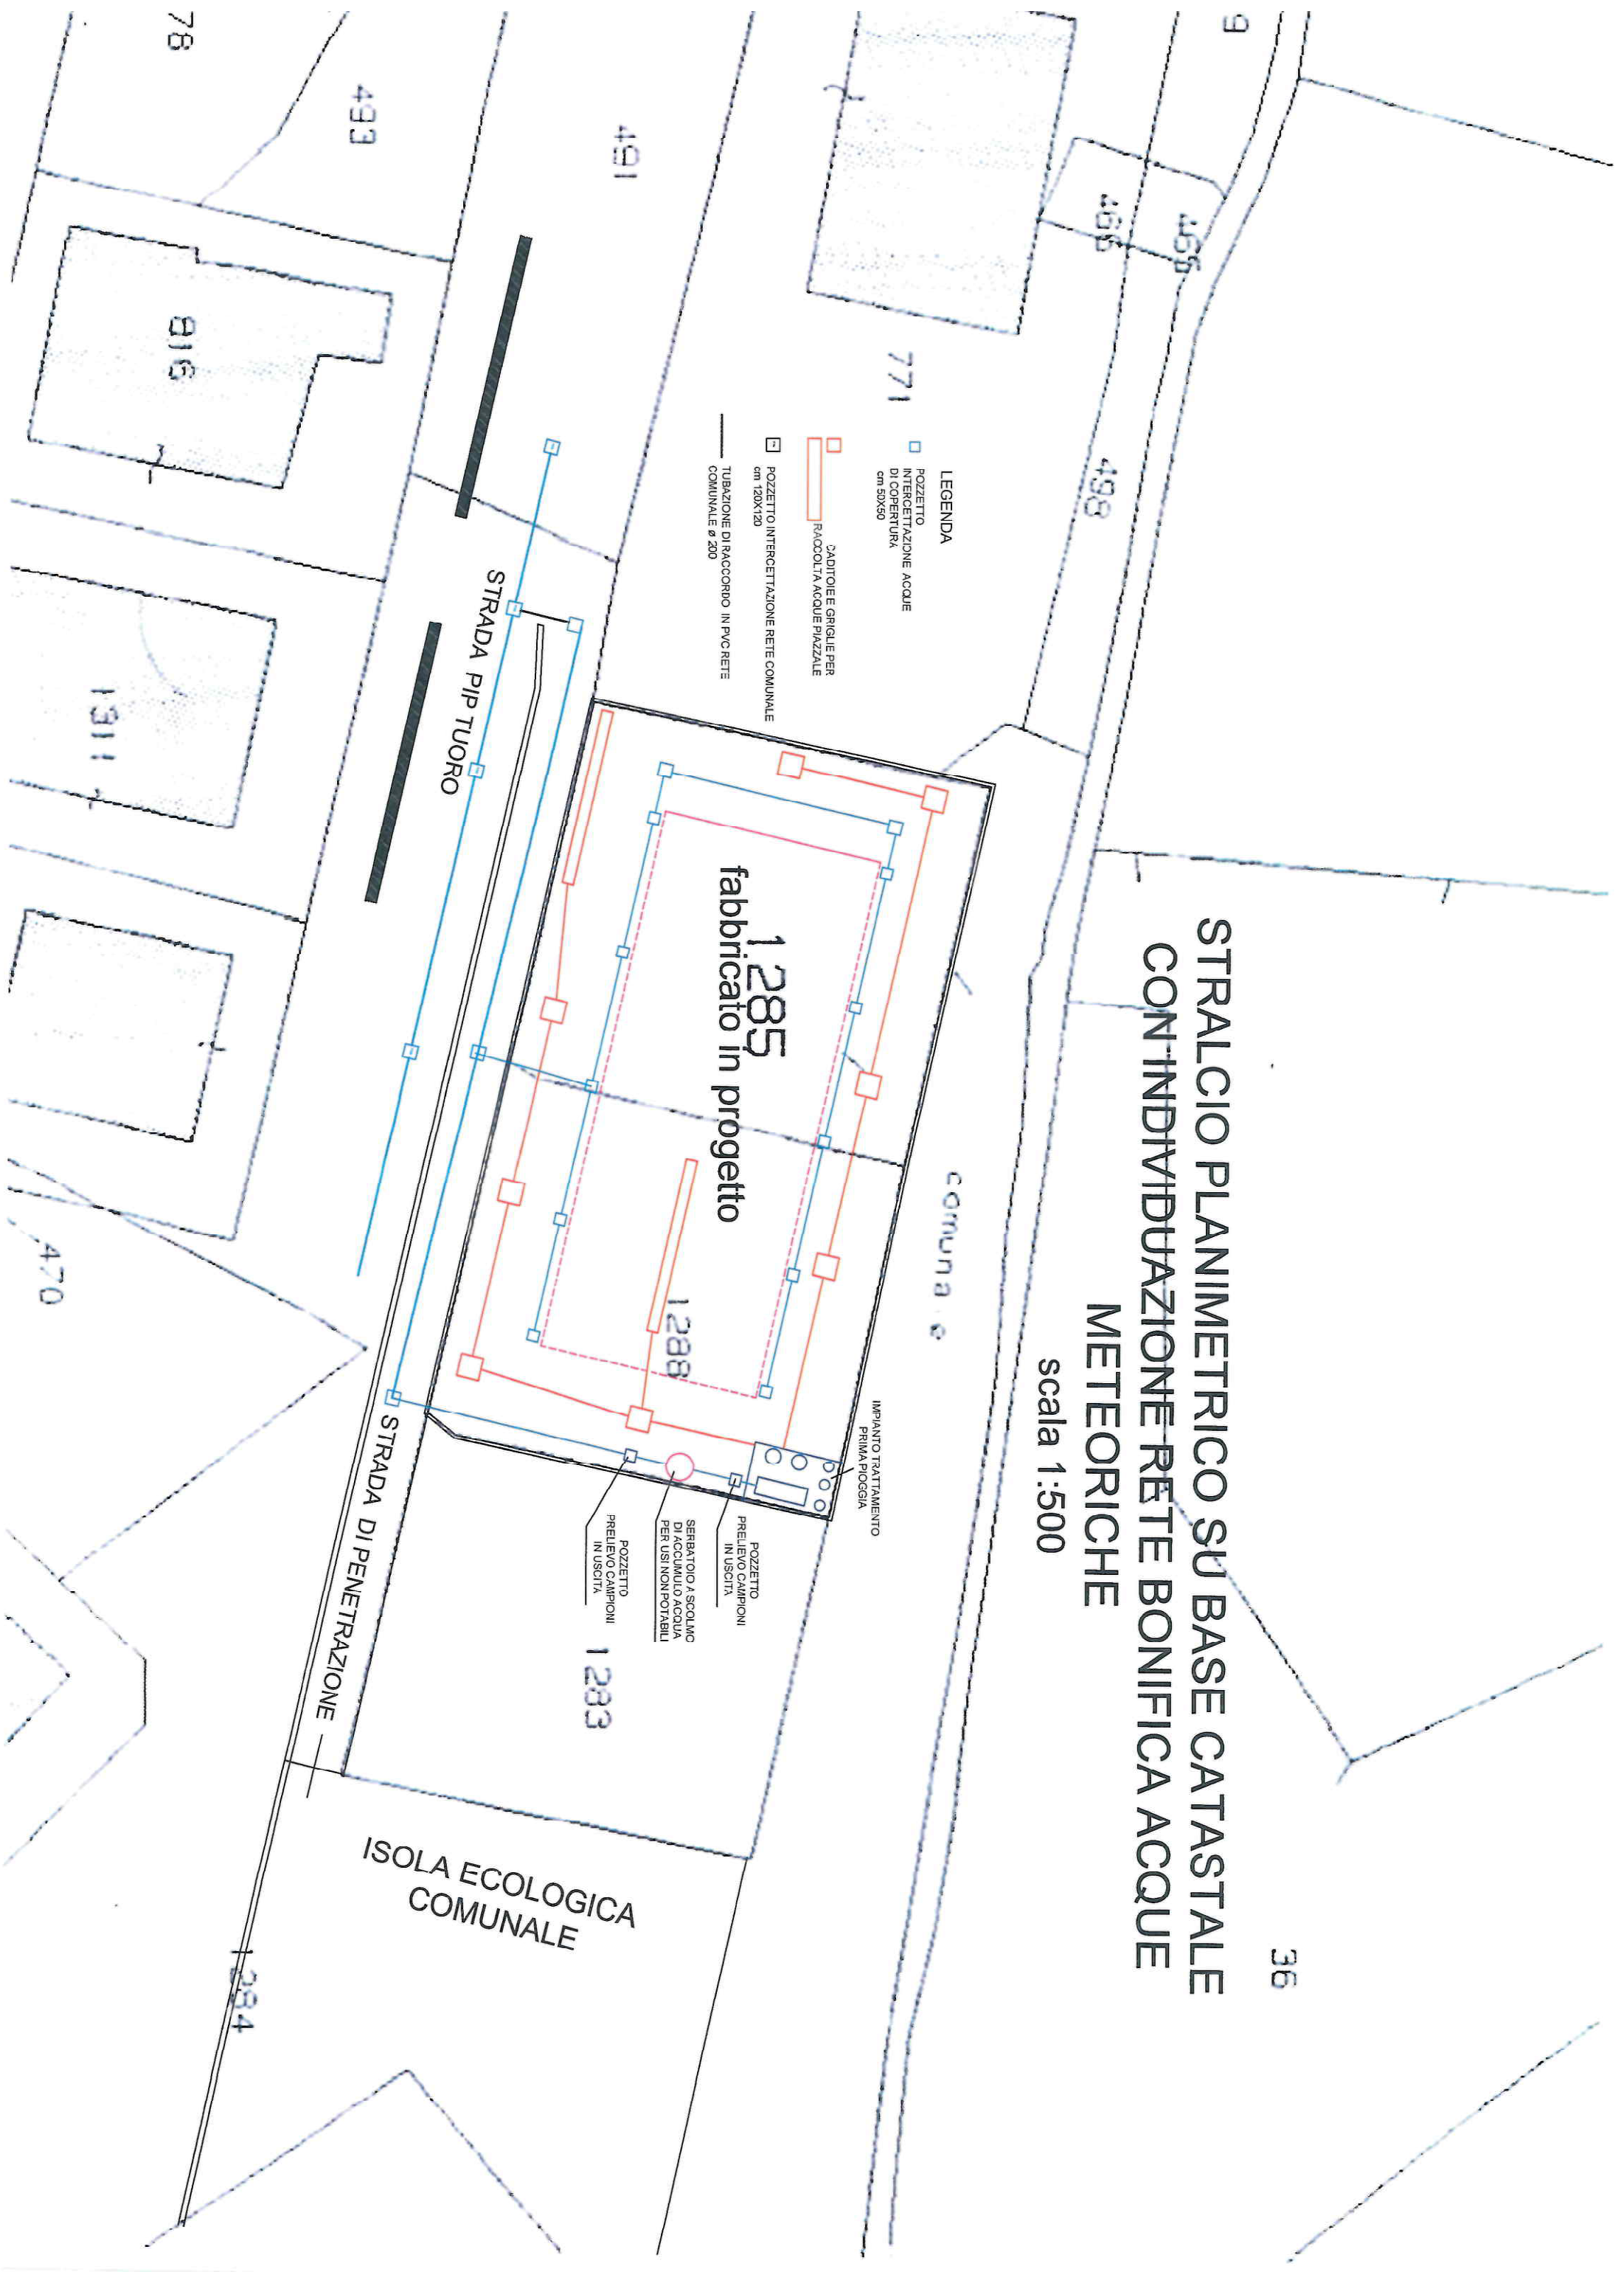 STRALCIO PLANIMETRICO SU BASE CATASTALE
CON INDIVIDUAZIONE RETE BONIFICA ACQUE
METEORICHE
scala 1:500
36
9
466
466
498
771
491
493
78
816
1311
470
LEGENDA
POZZETTO
INTERCETTAZIONE ACQUE
DI COPERTURA
cm 50X50
CADITOIE E GRIGLIE PER
RACCOLTA ACQUE PIAZZALE
POZZETTO INTERCETTAZIONE RETE COMUNALE
cm 120X120
TUBAZIONE DI RACCORDO IN PVC RETE
COMUNALE ø 200
STRADA PIP TUORO
1285
fabbricato in progetto
1288
comuna e
IMPIANTO TRATTAMENTO
PRIMA PIOGGIA
POZZETTO
PRELIEVO CAMPIONI
IN USCITA
SERBATOIO A SCOLMO
DI ACCUMULO ACQUA
PER USI NON POTABILI
POZZETTO
PRELIEVO CAMPIONI
IN USCITA
1283
STRADA DI PENETRAZIONE
ISOLA ECOLOGICA
COMUNALE
1284